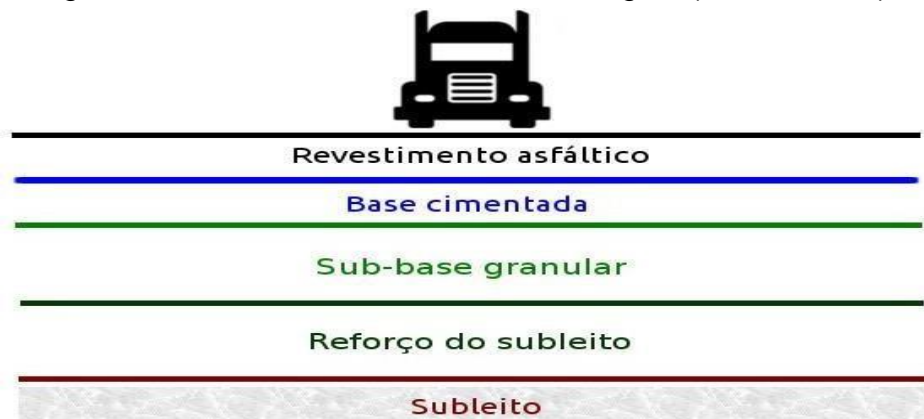 Revestimento asfáltico
Base cimentada
Sub-base granular
Reforço do subleito
Subleito